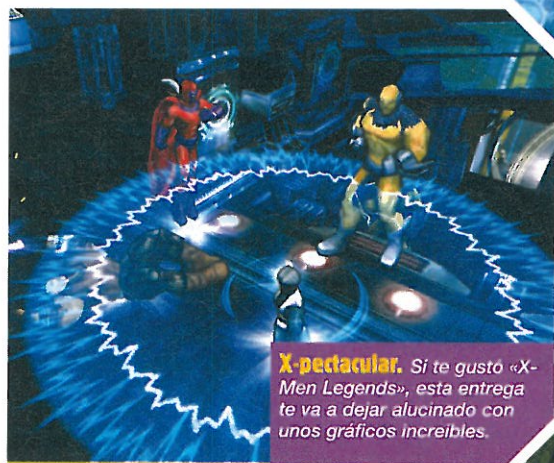 X-pectacular. Si te gustó «X-
Men Legends», esta entrega
te va a dejar alucinado con
unos gráficos increíbles.